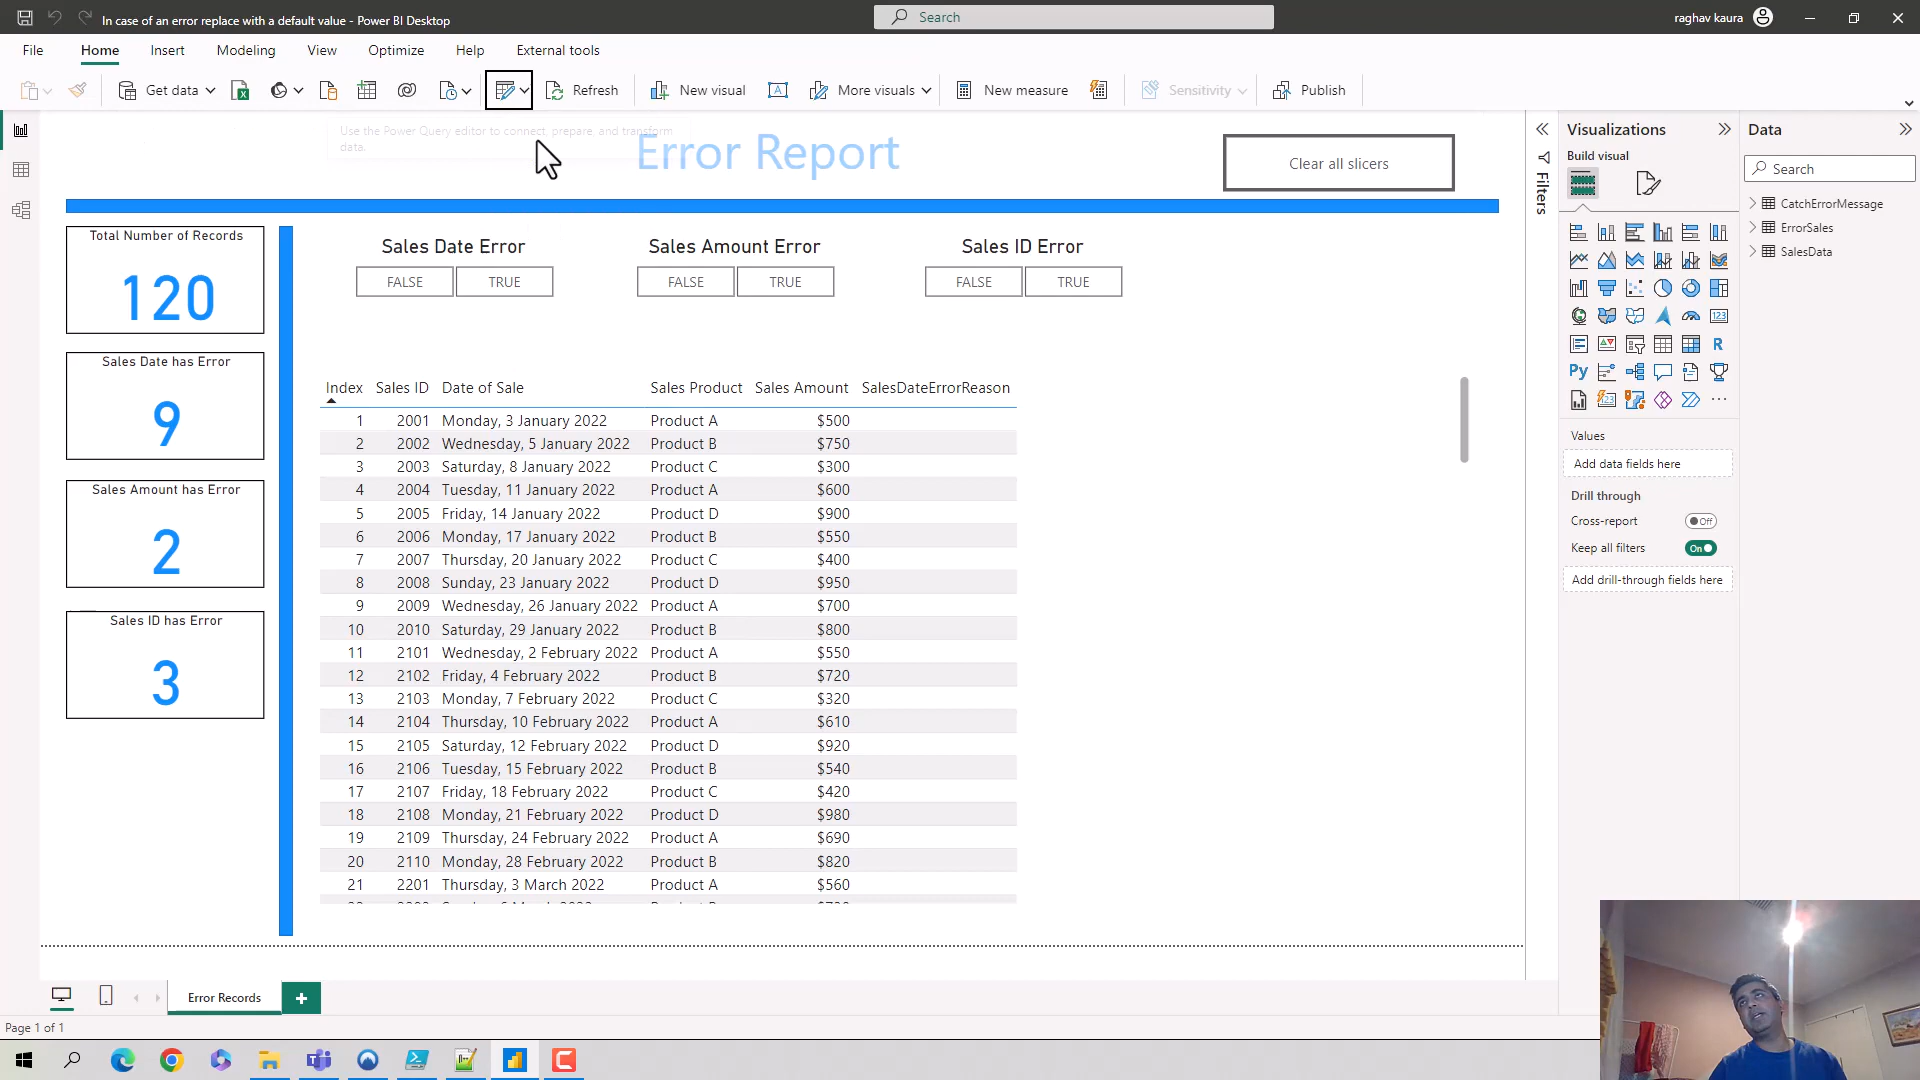 In case of an error replace with a default value - Power BI Desktop
Search
raghav kaura
File
Home
Insert
Modeling
View
Optimize
Help
External tools
Get data
Refresh
New visual
More visuals
New measure
Sensitivity
Publish
Use the Power Query editor to connect, prepare, and transform
data.
Error Report
Clear all slicers
Total Number of Records
120
Sales Date has Error
9
Sales Amount has Error
2
Sales ID has Error
3
Sales Date Error
FALSE TRUE
Sales Amount Error
FALSE TRUE
Sales ID Error
FALSE TRUE
Index Sales ID Date of Sale Sales Product Sales Amount SalesDateErrorReason
1 2001 Monday, 3 January 2022 Product A $500
2 2002 Wednesday, 5 January 2022 Product B $750
3 2003 Saturday, 8 January 2022 Product C $300
4 2004 Tuesday, 11 January 2022 Product A $600
5 2005 Friday, 14 January 2022 Product D $900
6 2006 Monday, 17 January 2022 Product B $550
7 2007 Thursday, 20 January 2022 Product C $400
8 2008 Sunday, 23 January 2022 Product D $950
9 2009 Wednesday, 26 January 2022 Product A $700
10 2010 Saturday, 29 January 2022 Product B $800
11 2101 Wednesday, 2 February 2022 Product A $550
12 2102 Friday, 4 February 2022 Product B $720
13 2103 Monday, 7 February 2022 Product C $320
14 2104 Thursday, 10 February 2022 Product A $610
15 2105 Saturday, 12 February 2022 Product D $920
16 2106 Tuesday, 15 February 2022 Product B $540
17 2107 Friday, 18 February 2022 Product C $420
18 2108 Monday, 21 February 2022 Product D $980
19 2109 Thursday, 24 February 2022 Product A $690
20 2110 Monday, 28 February 2022 Product B $820
21 2201 Thursday, 3 March 2022 Product A $560
Filters
Visualizations
Build visual
123
R
Py
123
Values
Add data fields here
Drill through
Cross-report
Off
Keep all filters
On
Add drill-through fields here
Data
Search
CatchErrorMessage
ErrorSales
SalesData
Error Records
Page 1 of 1